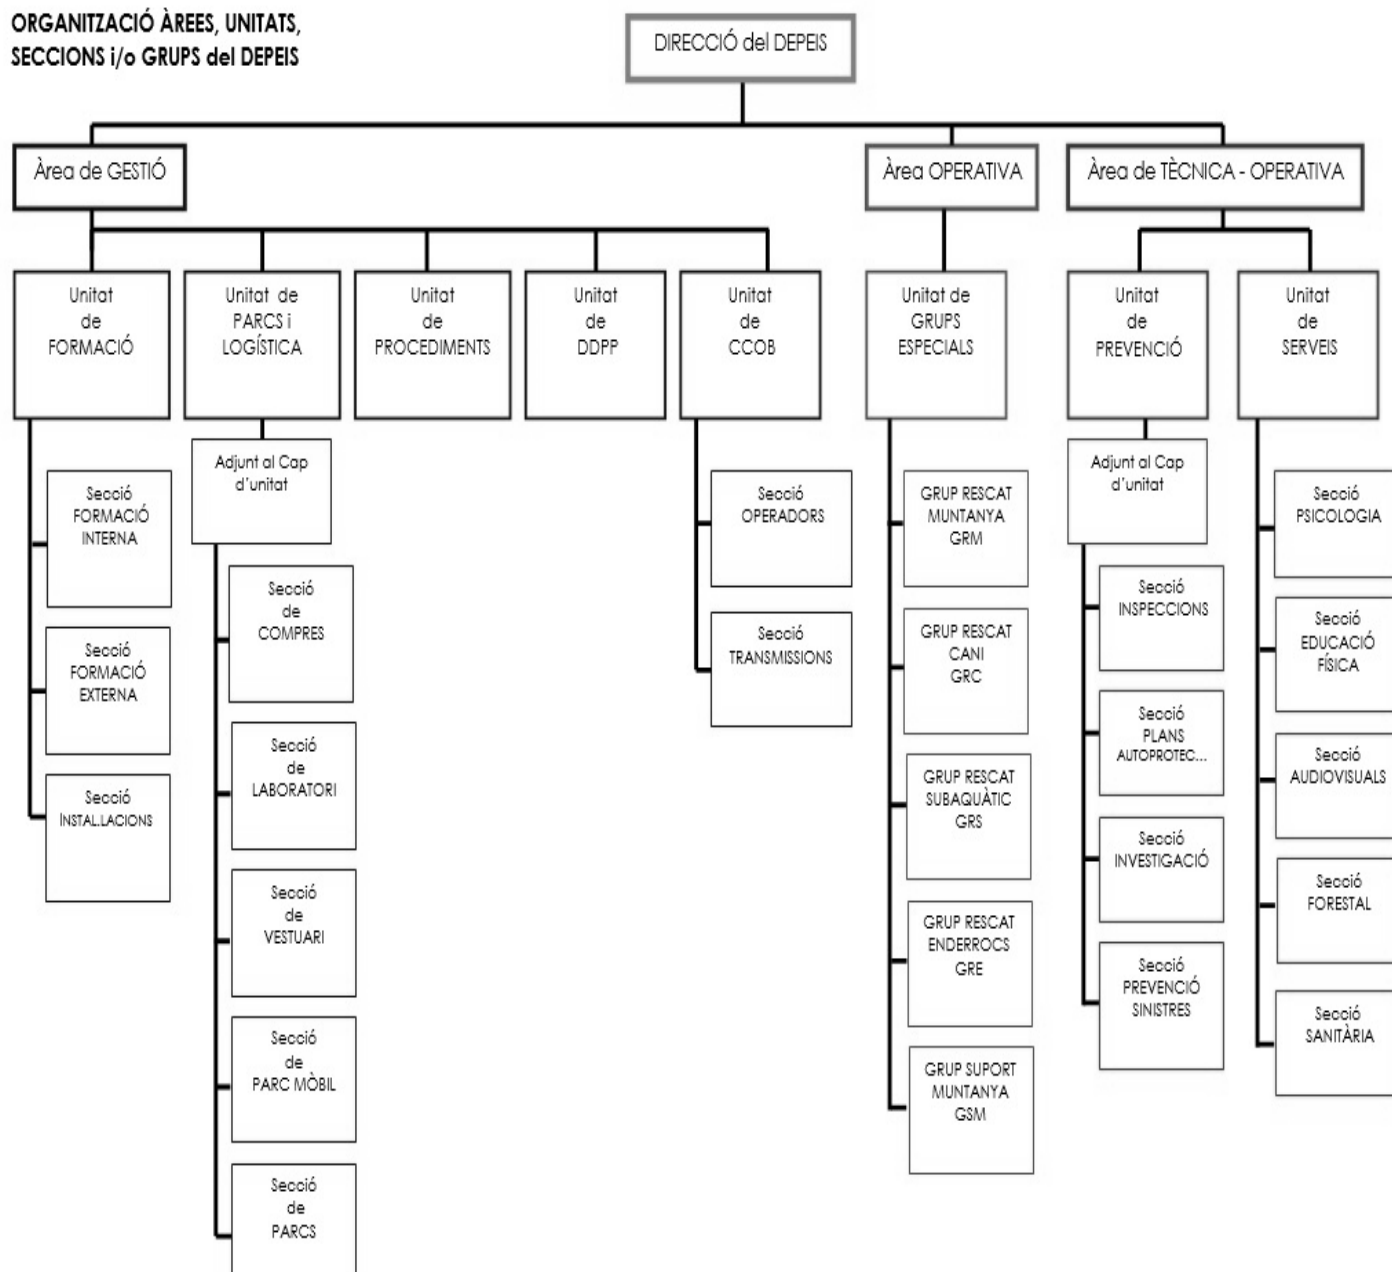 ORGANITZACIÓ ÀREES, UNITATS,
SECCIONS i/o GRUPS del DEPEIS
DIRECCIÓ del DEPEIS
Àrea de GESTIÓ
Àrea OPERATIVA
Àrea de TÈCNICA - OPERATIVA
Unitat
de
FORMACIÓ
Unitat de
PARCS i
LOGÍSTICA
Unitat
de
PROCEDIMENTS
Unitat
de
DDPP
Unitat
de
CCOB
Unitat de
GRUPS
ESPECIALS
Unitat
de
PREVENCIÓ
Unitat
de
SERVEIS
Secció
FORMACIÓ
INTERNA
Secció
FORMACIÓ
EXTERNA
Secció
INSTAL.LACIONS
Adjunt al Cap
d'unitat
Secció
de
COMPRES
Secció
de
LABORATORI
Secció
de
VESTUARI
Secció
de
PARC MÒBIL
Secció
de
PARCS
Secció
OPERADORS
Secció
TRANSMISSIONS
GRUP RESCAT
MUNTANYA
GRM
GRUP RESCAT
CANI
GRC
GRUP RESCAT
SUBAQUÀTIC
GRS
GRUP RESCAT
ENDERROCS
GRE
GRUP SUPORT
MUNTANYA
GSM
Adjunt al Cap
d'unitat
Secció
INSPECCIONS
Secció
PLANS
AUTOPROTEC...
Secció
INVESTIGACIÓ
Secció
PREVENCIÓ
SINISTRES
Secció
PSICOLOGIA
Secció
EDUCACIÓ
FÍSICA
Secció
AUDIOVISUALS
Secció
FORESTAL
Secció
SANITÀRIA